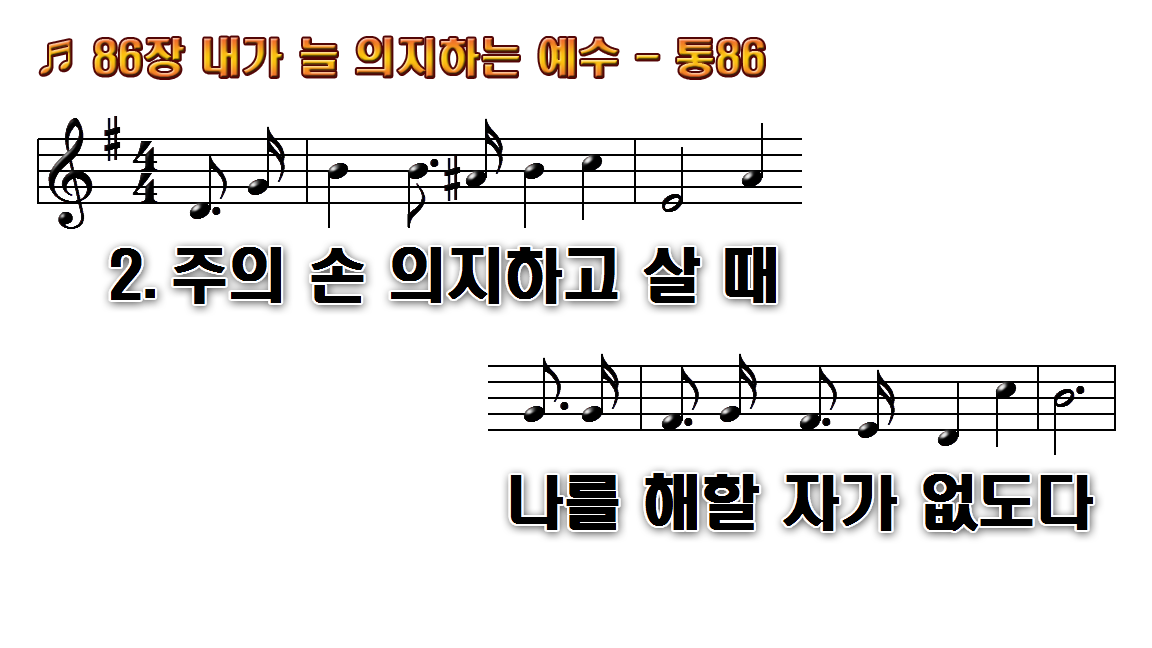 ♬ 86장 내가 늘 의지하는 예수 - 통86
2. 주의 손 의지하고 살 때
나를 해할 자가 없도다